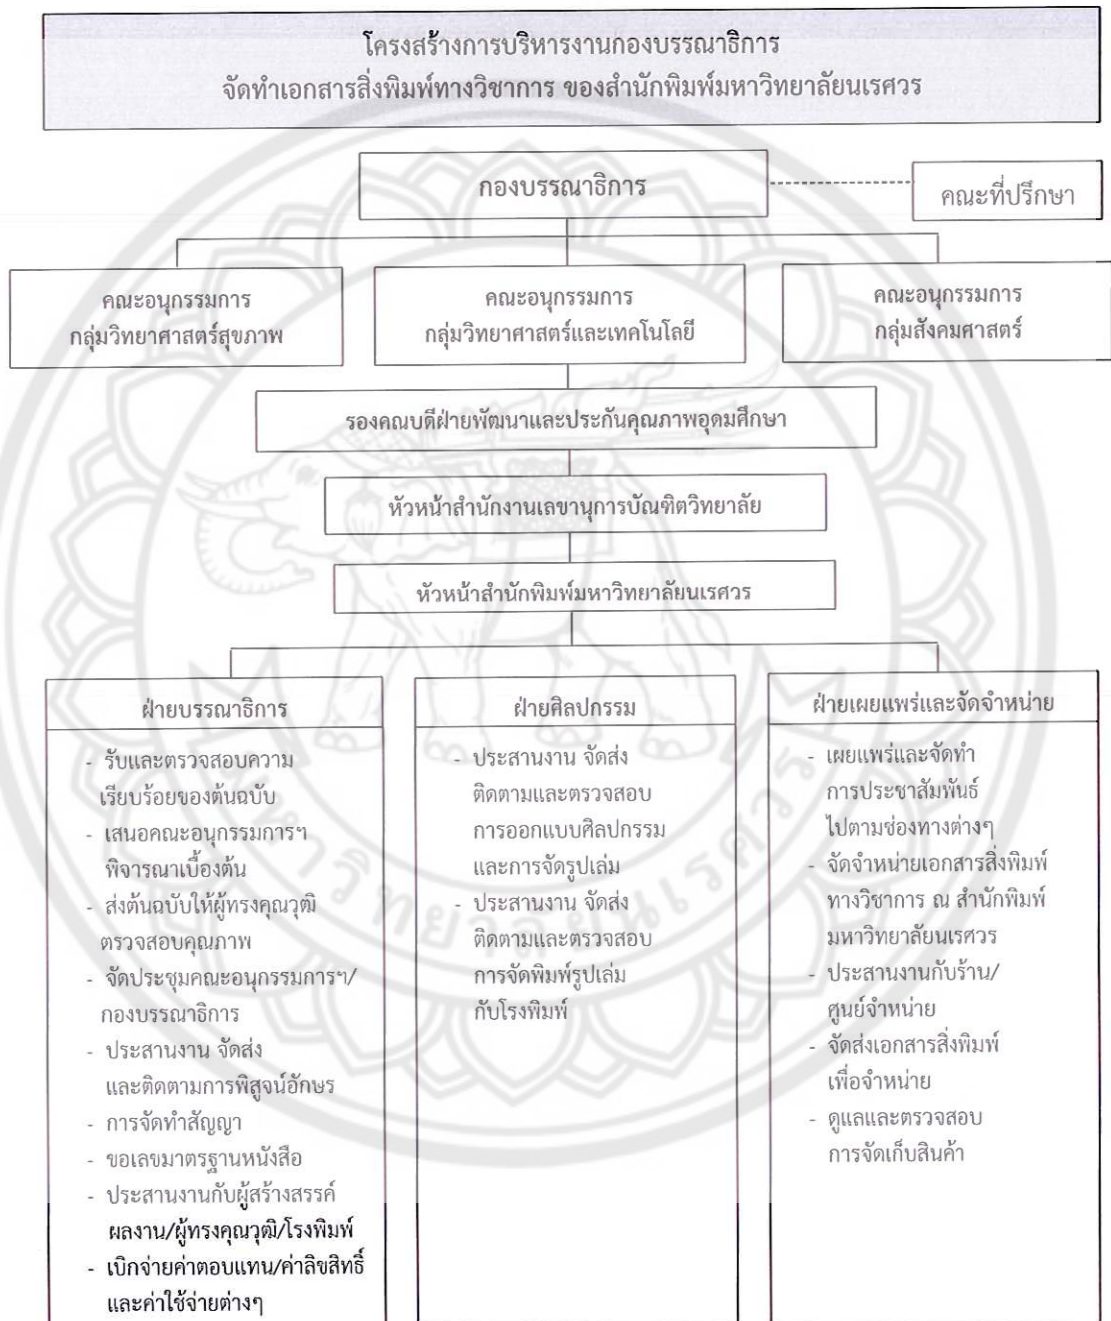 โครงสร้างการบริหารงานกองบรรณาธิการ
จัดทำเอกสารสิ่งพิมพ์ทางวิชาการ ของสำนักพิมพ์มหาวิทยาลัยนเรศวร
กองบรรณาธิการ
คณะที่ปรึกษา
คณะอนุกรรมการ
กลุ่มวิทยาศาสตร์สุขภาพ
คณะอนุกรรมการ
กลุ่มวิทยาศาสตร์และเทคโนโลยี
คณะอนุกรรมการ
กลุ่มสังคมศาสตร์
รองคณบดีฝ่ายพัฒนาและประกันคุณภาพอุดมศึกษา
หัวหน้าสำนักงานเลขานุการบัณฑิตวิทยาลัย
หัวหน้าสำนักพิมพ์มหาวิทยาลัยนเรศวร
ฝ่ายบรรณาธิการ
- รับและตรวจสอบความ
เรียบร้อยของต้นฉบับ
- เสนอคณะอนุกรรมการฯ
พิจารณาเบื้องต้น
- ส่งต้นฉบับให้ผู้ทรงคุณวุฒิ
ตรวจสอบคุณภาพ
- จัดประชุมคณะอนุกรรมการฯ/
กองบรรณาธิการ
- ประสานงาน จัดส่ง
และติดตามการพิสูจน์อักษร
- การจัดทำสัญญา
- ขอเลขมาตรฐานหนังสือ
- ประสานงานกับผู้สร้างสรรค์
ผลงาน/ผู้ทรงคุณวุฒิ/โรงพิมพ์
- เบิกจ่ายค่าตอบแทน/ค่าลิขสิทธิ์
และค่าใช้จ่ายต่างๆ
ฝ่ายศิลปกรรม
- ประสานงาน จัดส่ง
ติดตามและตรวจสอบ
การออกแบบศิลปกรรม
และการจัดรูปเล่ม
- ประสานงาน จัดส่ง
ติดตามและตรวจสอบ
การจัดพิมพ์รูปเล่ม
กับโรงพิมพ์
ฝ่ายเผยแพร่และจัดจำหน่าย
- เผยแพร่และจัดทำ
การประชาสัมพันธ์
ไปตามช่องทางต่างๆ
- จัดจำหน่ายเอกสารสิ่งพิมพ์
ทางวิชาการ ณ สำนักพิมพ์
มหาวิทยาลัยนเรศวร
- ประสานงานกับร้าน/
ศูนย์จำหน่าย
- จัดส่งเอกสารสิ่งพิมพ์
เพื่อจำหน่าย
- ดูแลและตรวจสอบ
การจัดเก็บสินค้า
มหาวิทยาลัยนเรศวร